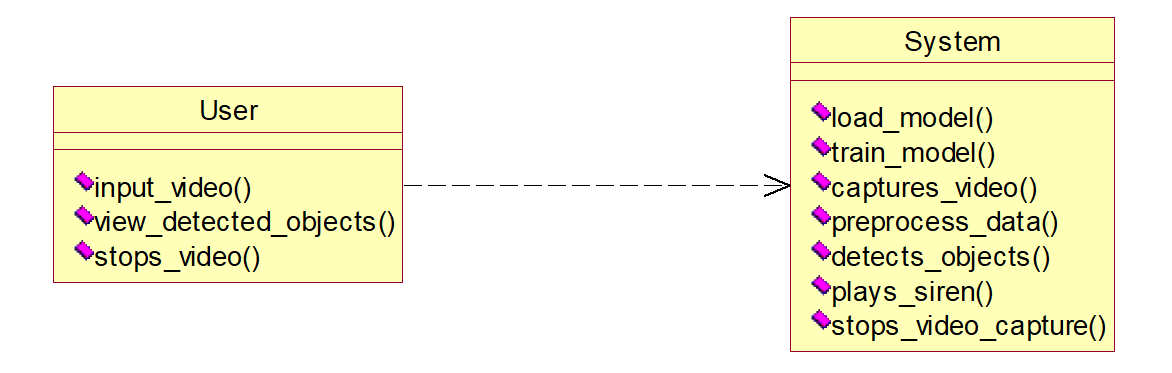 User
input_video()
view_detected_objects()
stops_video()
System
load_model()
train_model()
captures_video()
preprocess_data()
detects_objects()
plays_siren()
stops_video_capture()